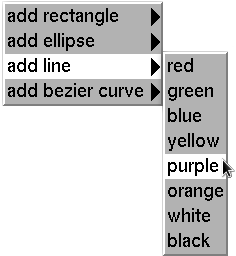 add rectangle
add ellipse
add line
add bezier curve
red
green
blue
yellow
purple
orange
white
black